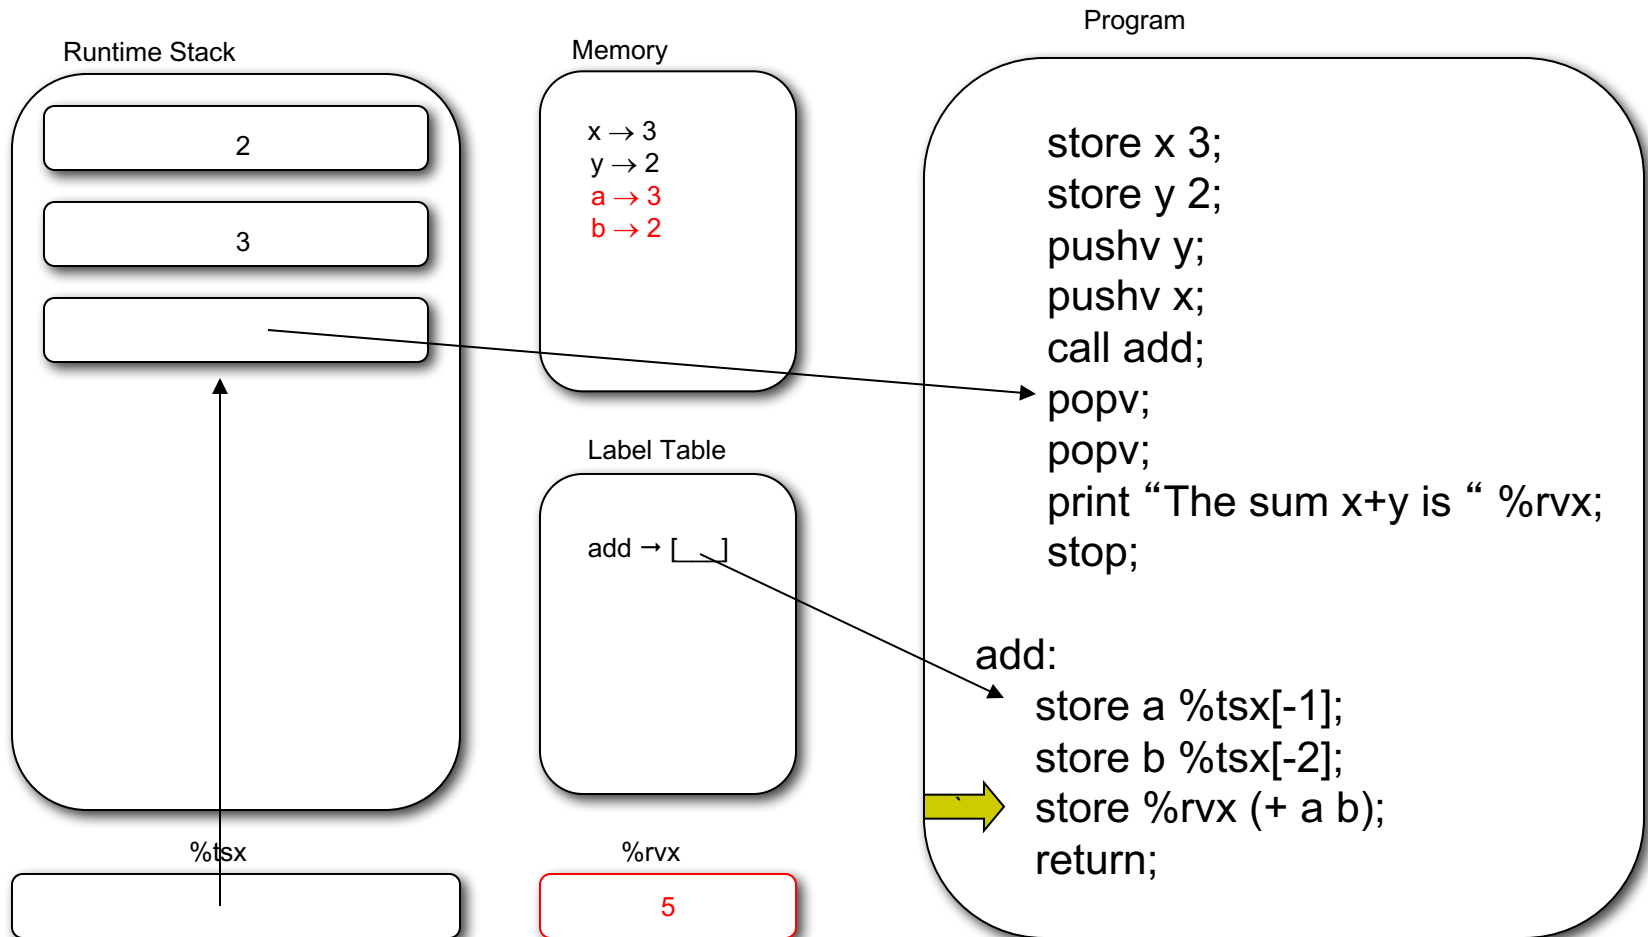 Program
Runtime Stack
Memory
2
3
x → 3
y → 2
a → 3
b → 2
Label Table
add → [___]
store x 3;
store y 2;
pushv y;
pushv x;
call add;
popv;
popv;
print “The sum x+y is “ %rvx;
stop;
add:
store a %tsx[-1];
store b %tsx[-2];
store %rvx (+ a b);
return;
`
%tsx
%rvx
5